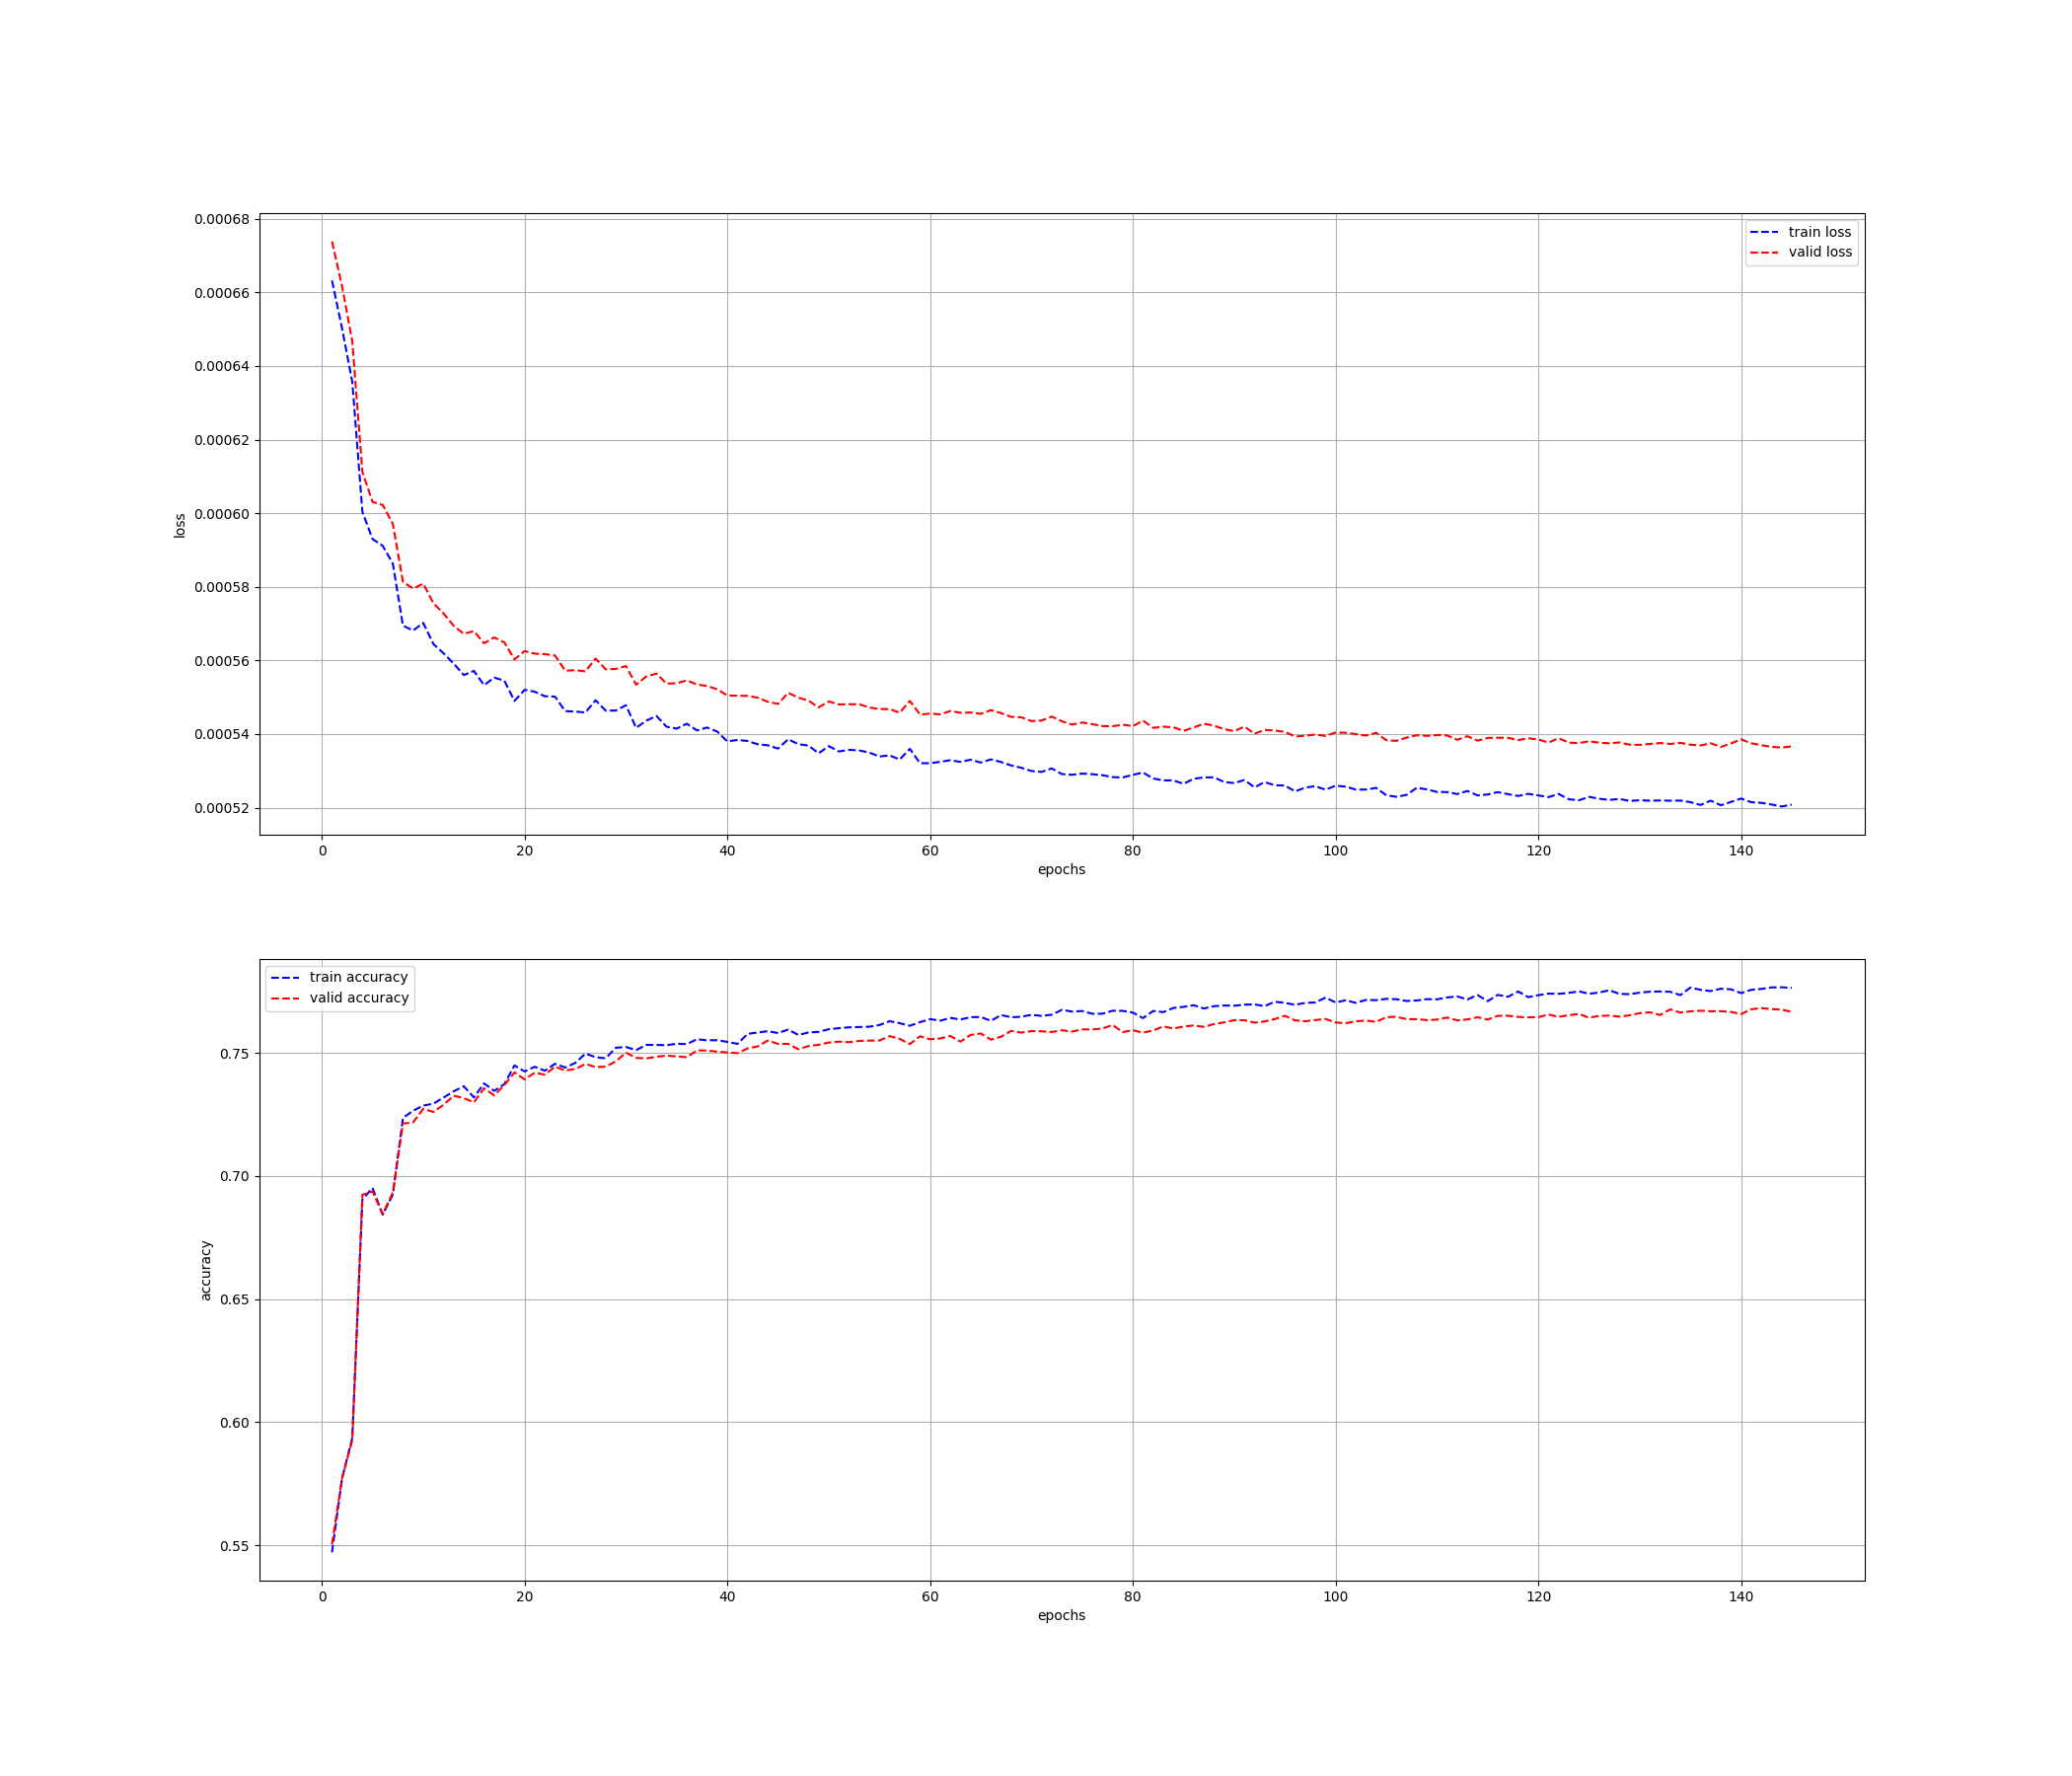 0.00068
0.00066
0.00064
0.00062
0.00060
0.00058
0.00056
0.00054
0.00052
loss
train loss
valid loss
0 20 40 60 80 100 120 140
epochs
train accuracy
valid accuracy
0.75
0.70
0.65
0.60
0.55
accuracy
0 20 40 60 80 100 120 140
epochs